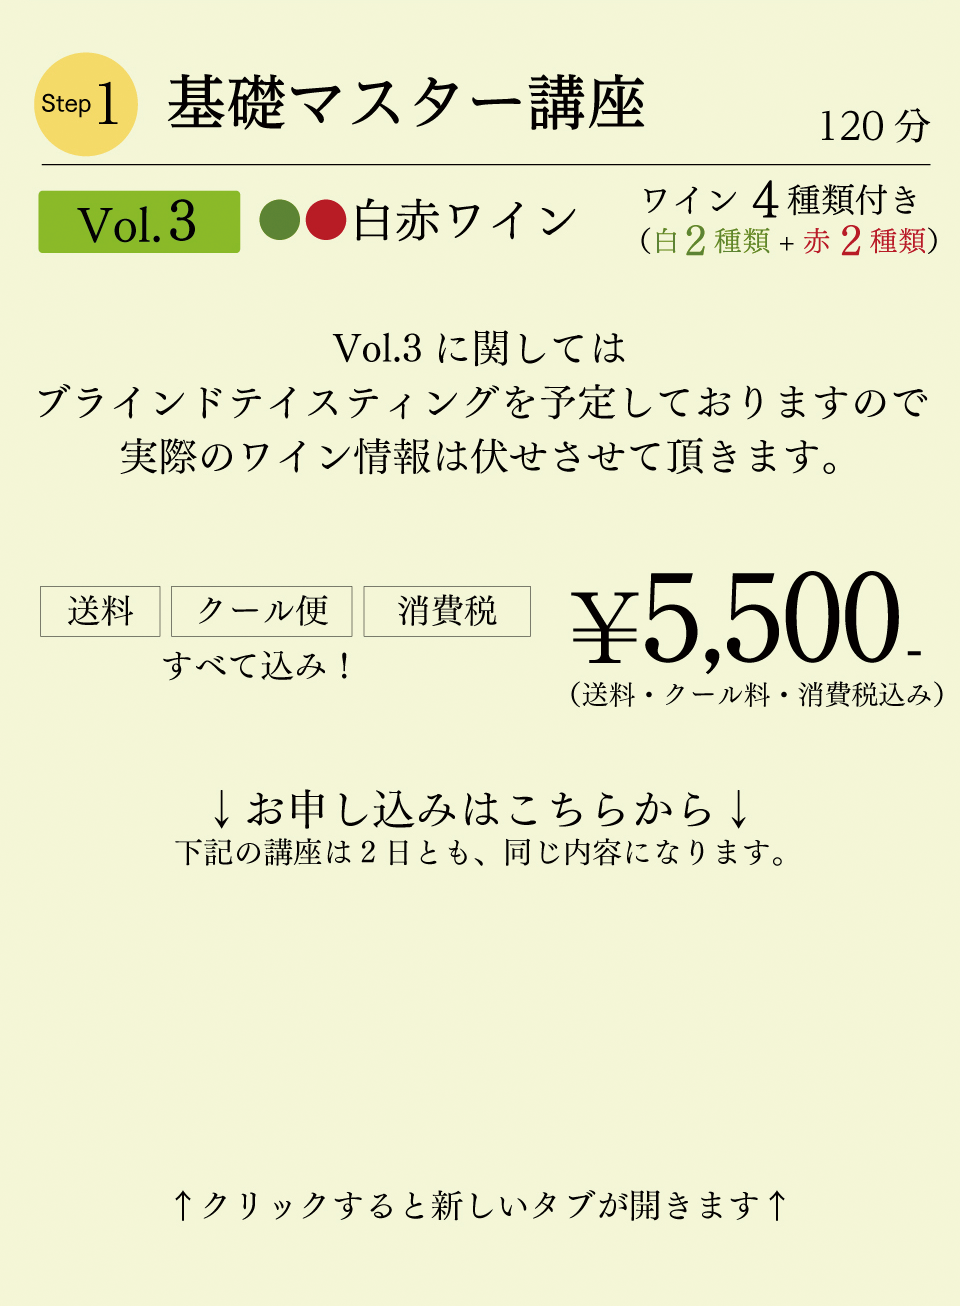 Step 1 基礎マスター講座
120 分
Vol.3 白赤ワイン
ワイン 4 種類付き
（白 2 種類 + 赤 2 種類）
Vol.3 に関しては
ブラインドテイスティングを予定しておりますので
実際のワイン情報は伏せさせて頂きます。
送料 クール便 消費税
すべて込み！
¥5,500-
（送料・クール料・消費税込み）
↓お申し込みはこちらから↓
下記の講座は 2 日とも、同じ内容になります。
↑クリックすると新しいタブが開きます↑